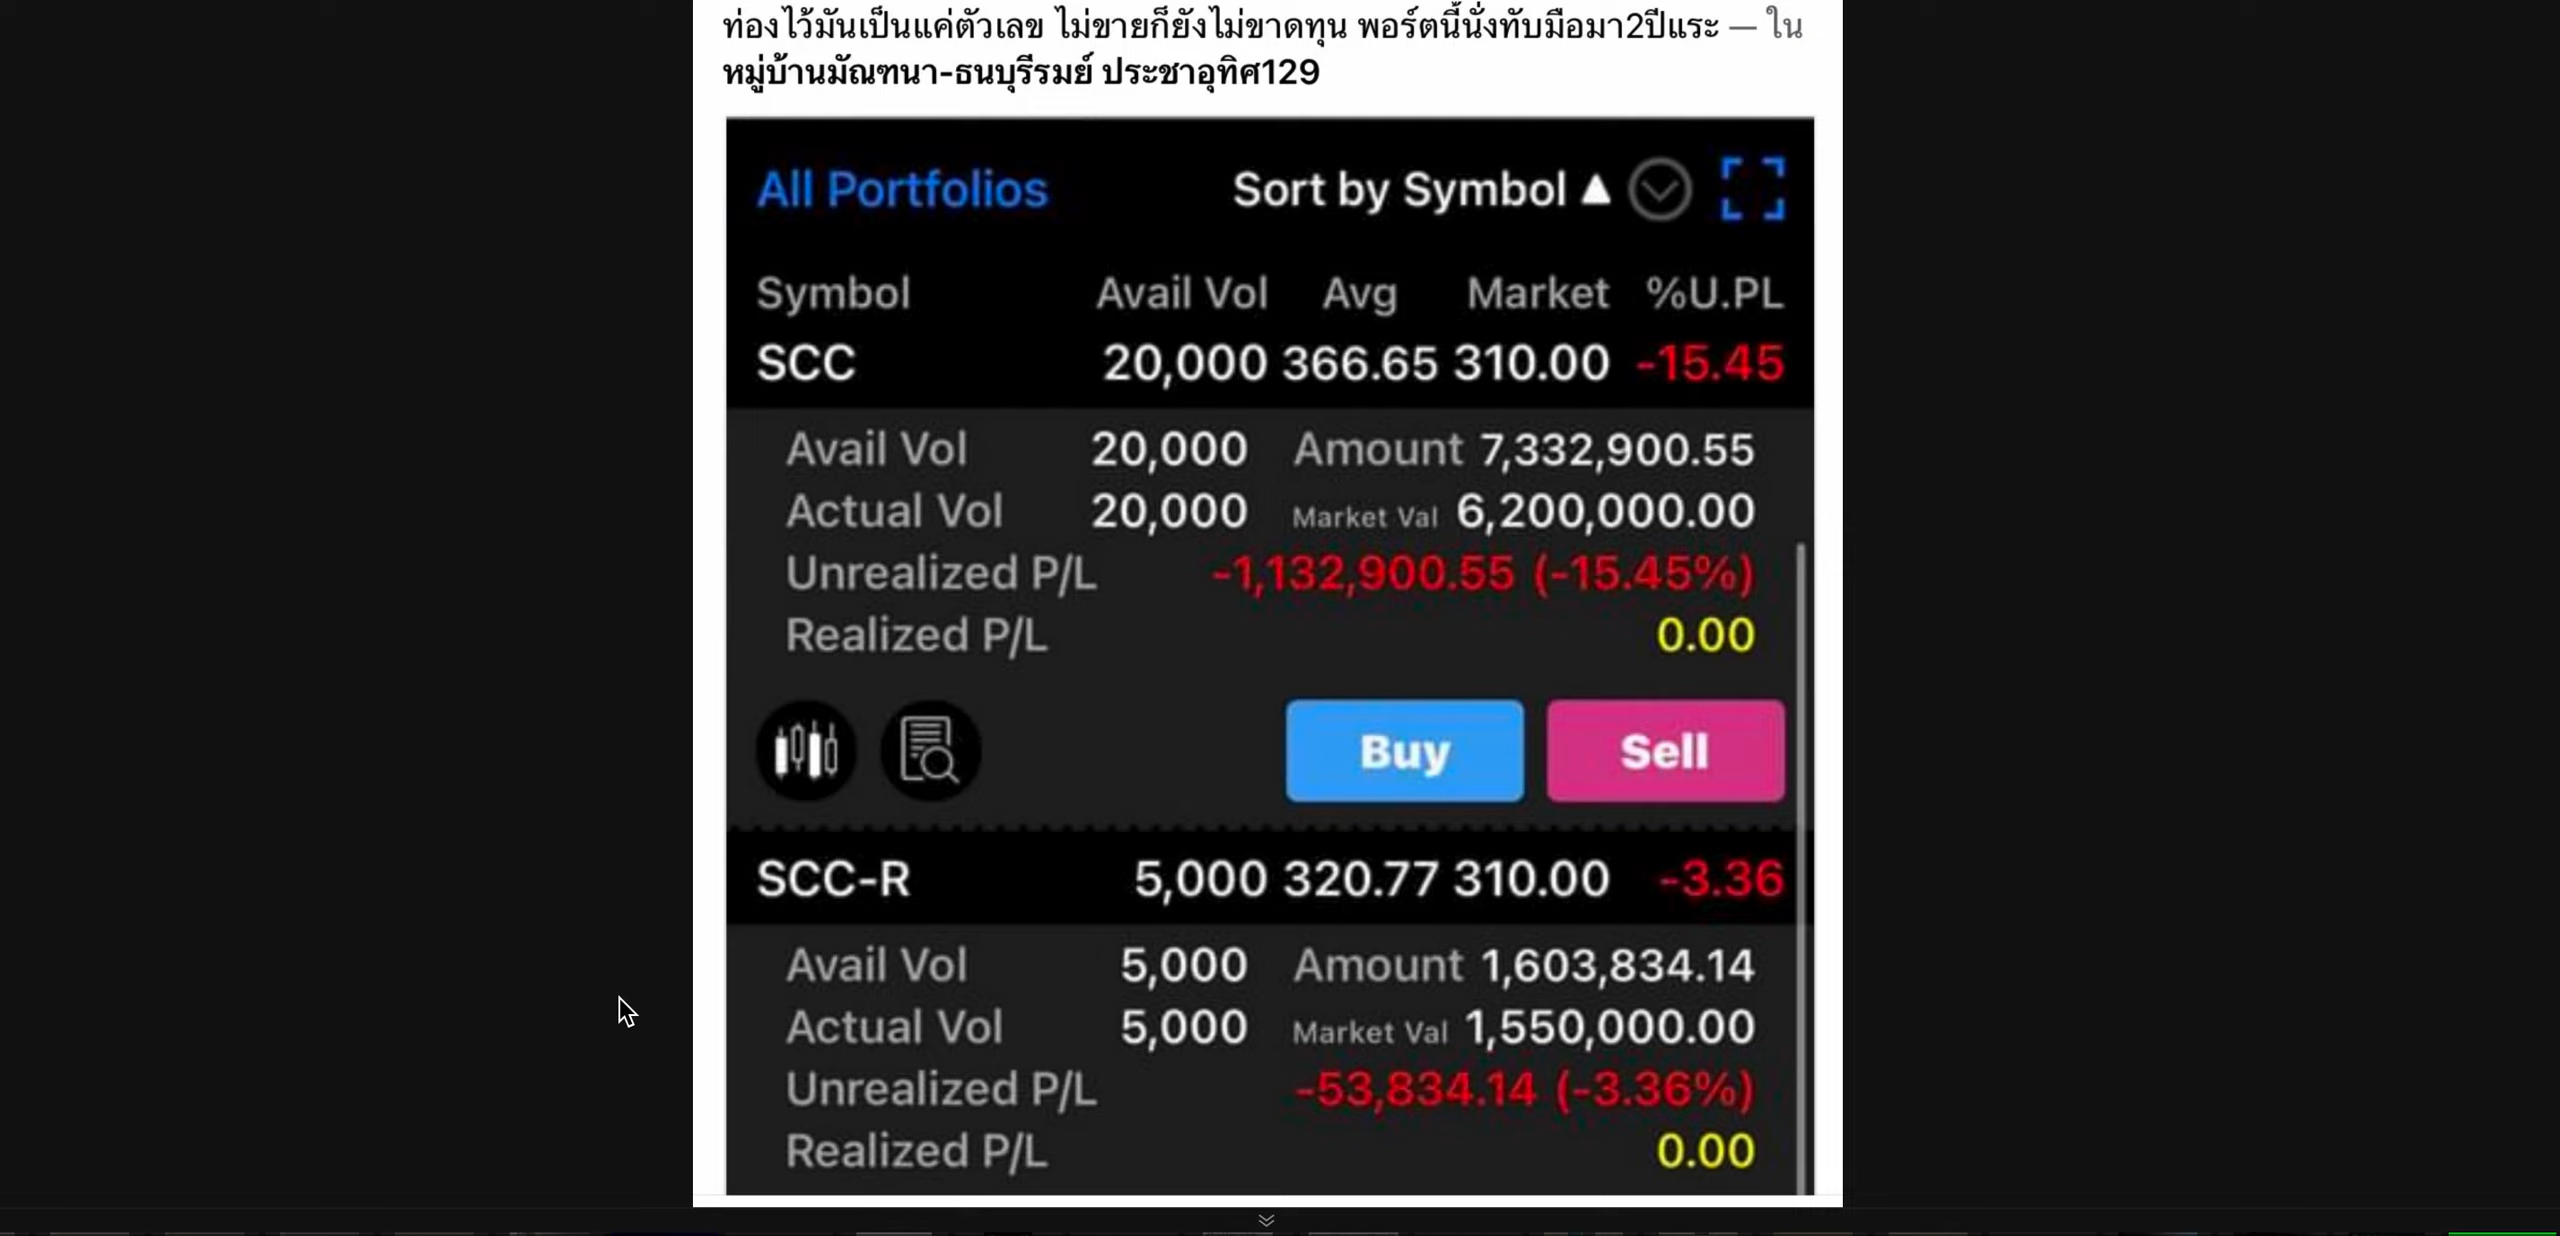 ท่องไว้มันเป็นแค่ตัวเลข ไม่ขายก็ยังไม่ขาดทุน พอร์ตนี้นั่งทับมือมา2ปีแระ — ใน
หมู่บ้านมัณฑนา-ธนบุรีรมย์ ประชาอุทิศ129
All Portfolios Sort by Symbol ▲
Symbol Avail Vol Avg Market %U.PL
SCC 20,000 366.65 310.00 -15.45
Avail Vol 20,000 Amount 7,332,900.55
Actual Vol 20,000 Market Val 6,200,000.00
Unrealized P/L -1,132,900.55 (-15.45%)
Realized P/L 0.00
Buy Sell
SCC-R 5,000 320.77 310.00 -3.36
Avail Vol 5,000 Amount 1,603,834.14
Actual Vol 5,000 Market Val 1,550,000.00
Unrealized P/L -53,834.14 (-3.36%)
Realized P/L 0.00